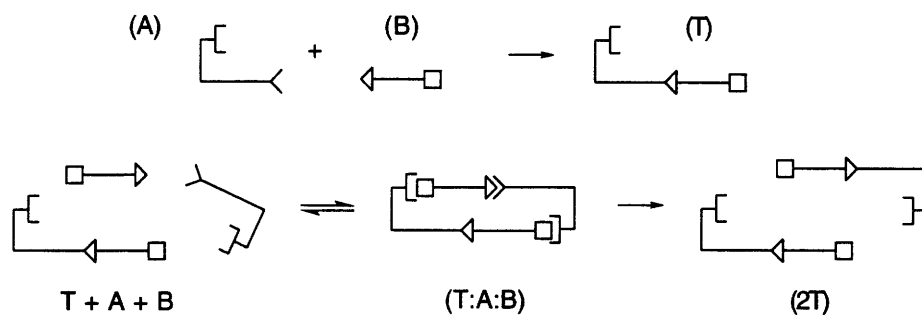 (A) + (B) (T)
T + A + B (T:A:B) (2T)